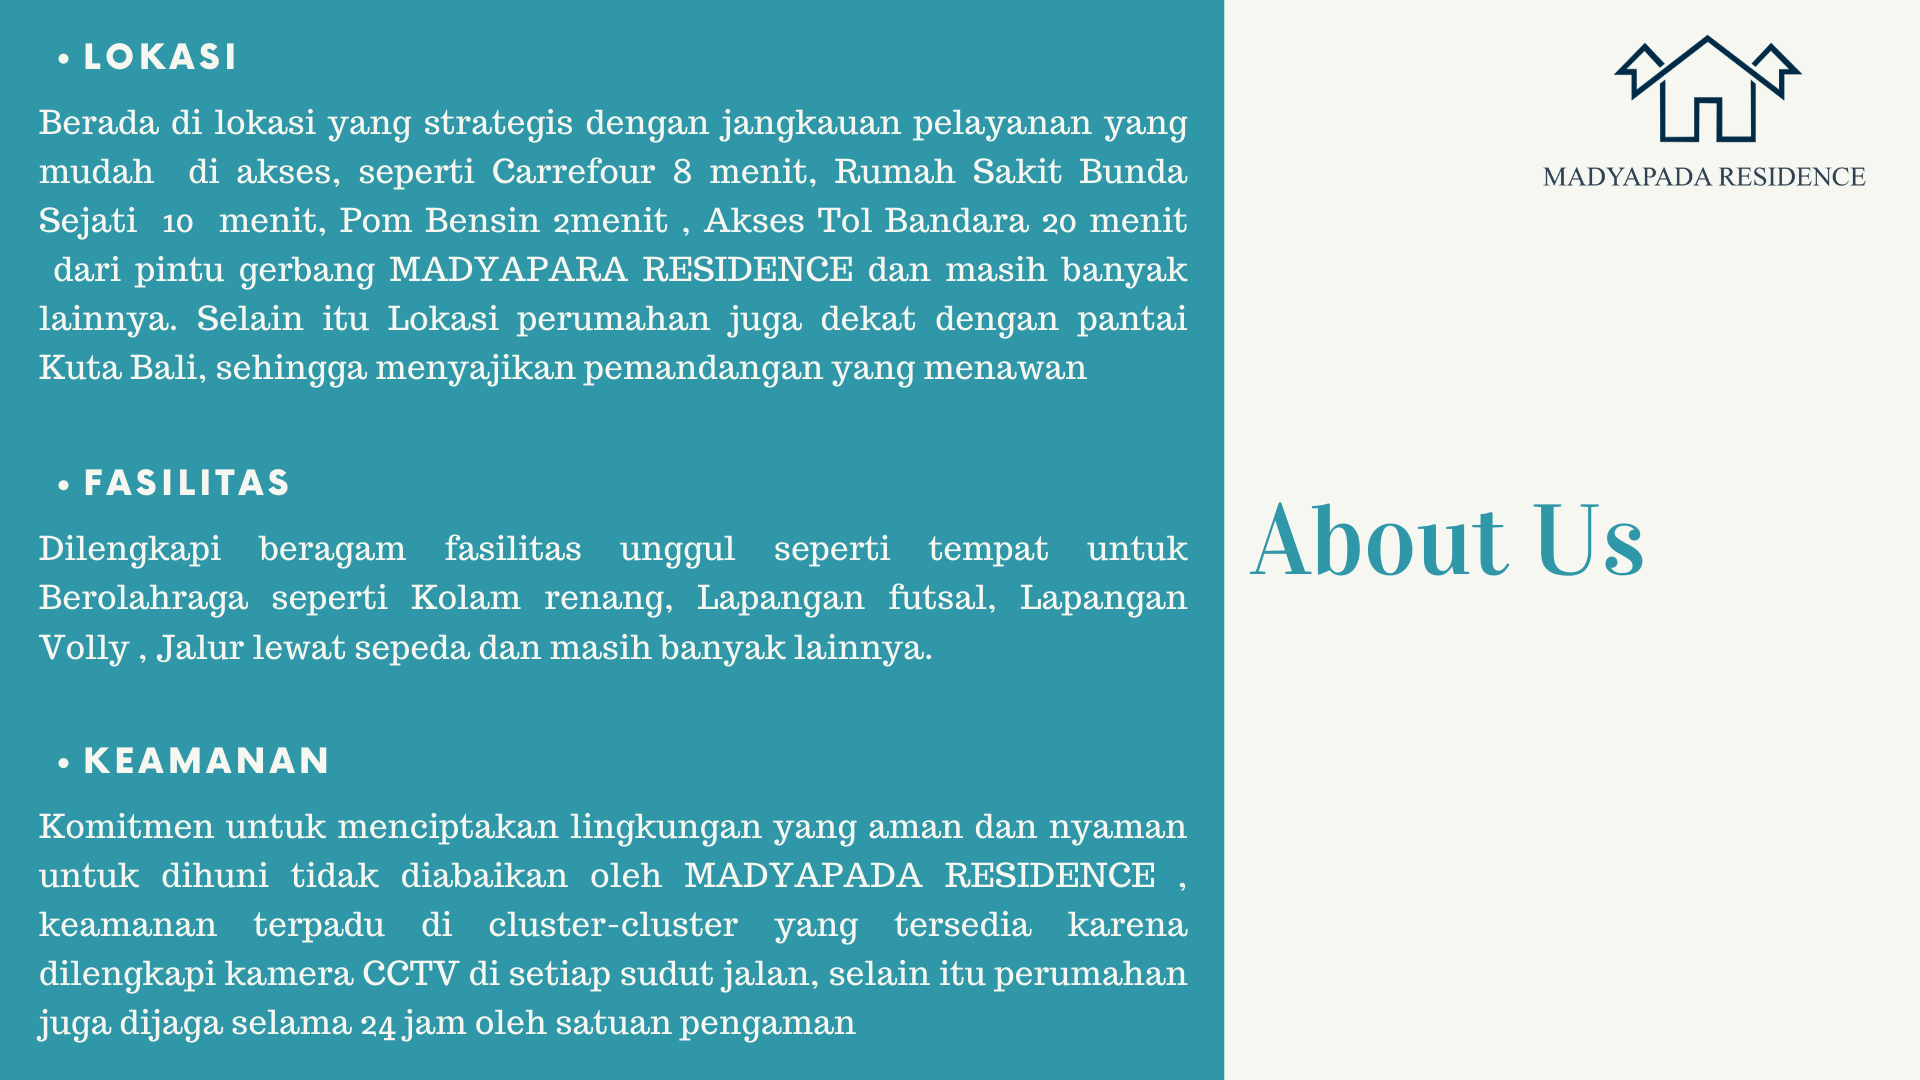 • LOKASI
Berada di lokasi yang strategis dengan jangkauan pelayanan yang
mudah di akses, seperti Carrefour 8 menit, Rumah Sakit Bunda
Sejati 10 menit, Pom Bensin 2menit , Akses Tol Bandara 20 menit
dari pintu gerbang MADYAPARA RESIDENCE dan masih banyak
lainnya. Selain itu Lokasi perumahan juga dekat dengan pantai
Kuta Bali, sehingga menyajikan pemandangan yang menawan
• FASILITAS
Dilengkapi beragam fasilitas unggul seperti tempat untuk
Berolahraga seperti Kolam renang, Lapangan futsal, Lapangan
Volly , Jalur lewat sepeda dan masih banyak lainnya.
• KEAMANAN
Komitmen untuk menciptakan lingkungan yang aman dan nyaman
untuk dihuni tidak diabaikan oleh MADYAPADA RESIDENCE ,
keamanan terpadu di cluster-cluster yang tersedia karena
dilengkapi kamera CCTV di setiap sudut jalan, selain itu perumahan
juga dijaga selama 24 jam oleh satuan pengaman
MADYAPADA RESIDENCE
About Us